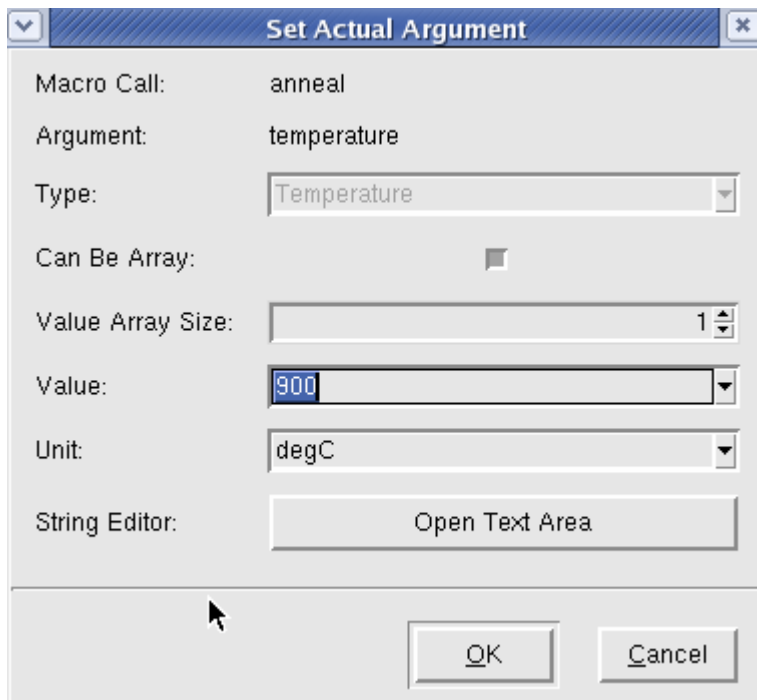 Set Actual Argument
Macro Call: anneal
Argument: temperature
Type: Temperature
Can Be Array:
Value Array Size: 1
Value: 900
Unit: degC
String Editor: Open Text Area
OK Cancel